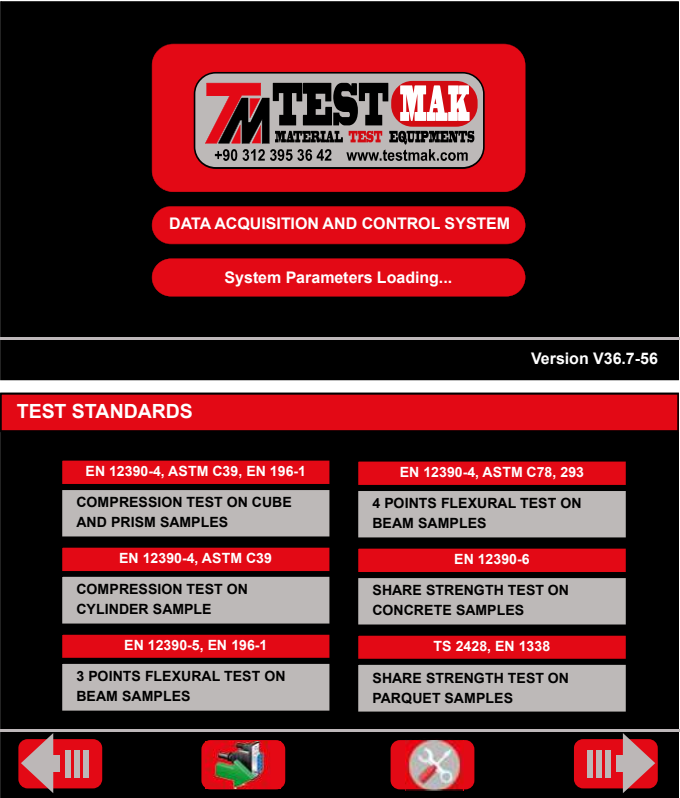 TM TEST MAK
MATERIAL TEST EQUIPMENTS
+90 312 395 36 42 www.testmak.com
DATA ACQUISITION AND CONTROL SYSTEM
System Parameters Loading...
Version V36.7-56
TEST STANDARDS
EN 12390-4, ASTM C39, EN 196-1
COMPRESSION TEST ON CUBE
AND PRISM SAMPLES
EN 12390-4, ASTM C39
COMPRESSION TEST ON
CYLINDER SAMPLE
EN 12390-5, EN 196-1
3 POINTS FLEXURAL TEST ON
BEAM SAMPLES
EN 12390-4, ASTM C78, 293
4 POINTS FLEXURAL TEST ON
BEAM SAMPLES
EN 12390-6
SHARE STRENGTH TEST ON
CONCRETE SAMPLES
TS 2428, EN 1338
SHARE STRENGTH TEST ON
PARQUET SAMPLES